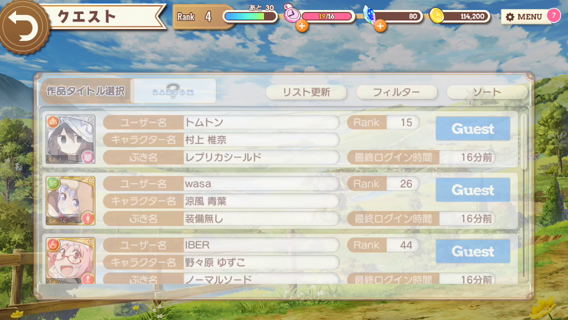 クエスト
Rank 4
あと 30
19/16
80
114,200
MENU ?
作品タイトル選択
リスト更新
フィルター
ソート
ユーザー名 トムトン Rank 15
Guest
キャラクター名 村上 椎奈
ぶき名 レプリカシールド 最終ログイン時間 16分前
ユーザー名 wasa Rank 26
Guest
キャラクター名 涼風 青葉
ぶき名 装備無し 最終ログイン時間 16分前
ユーザー名 IBER Rank 44
Guest
キャラクター名 野々原 ゆずこ
ぶき名 ノーマルソード 最終ログイン時間 16分前